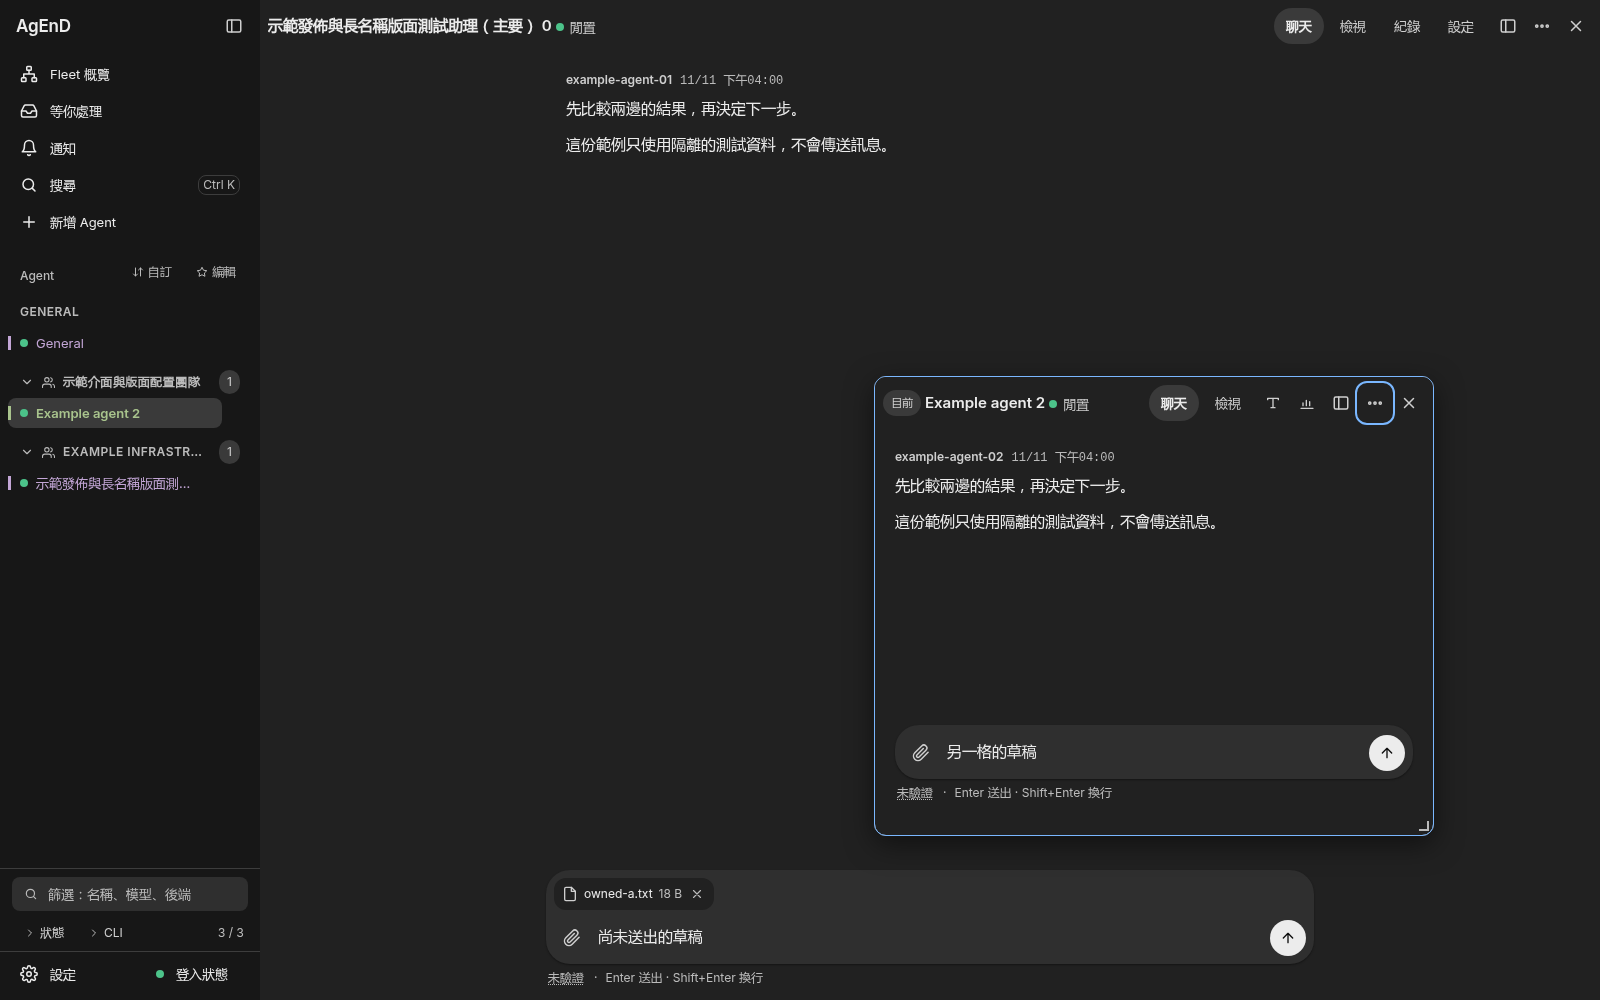 AgEnD
Fleet 概覽
等你處理
通知
搜尋 Ctrl K
新增 Agent
Agent 自訂 編輯
GENERAL
General
示範介面與版面配置團隊 1
Example agent 2
EXAMPLE INFRASTR... 1
示範發佈與長名稱版面測...
篩選：名稱、模型、後端
狀態 CLI 3 / 3
設定 登入狀態
示範發佈與長名稱版面測試助理（主要）0 閒置 聊天 檢視 紀錄 設定
example-agent-01 11/11 下午04:00
先比較兩邊的結果，再決定下一步。
這份範例只使用隔離的測試資料，不會傳送訊息。
目前 Example agent 2 閒置 聊天 檢視
example-agent-02 11/11 下午04:00
先比較兩邊的結果，再決定下一步。
這份範例只使用隔離的測試資料，不會傳送訊息。
另一格的草稿
未驗證 · Enter 送出 · Shift+Enter 換行
owned-a.txt 18 B
尚未送出的草稿
未驗證 · Enter 送出 · Shift+Enter 換行